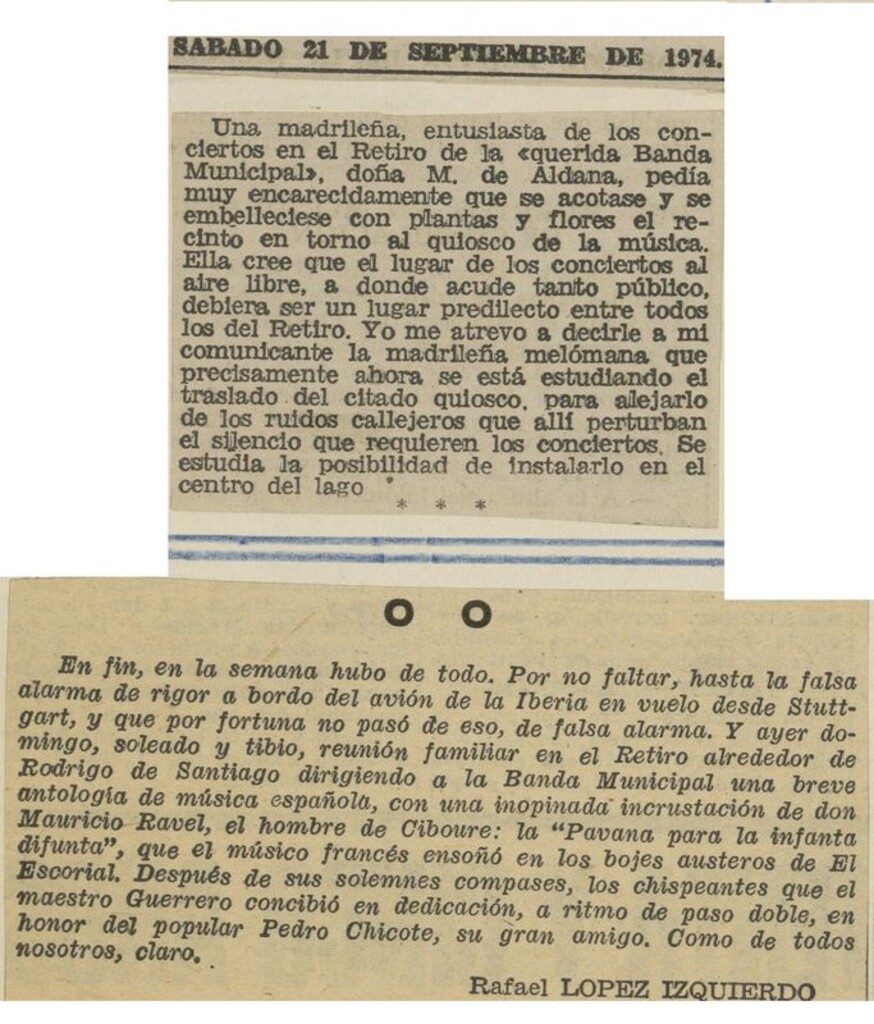 SABADO 21 DE SEPTIEMBRE DE 1974.
Una madrileña, entusiasta de los con-
ciertos en el Retiro de la «querida Banda
Municipal», doña M. de Aldana, pedía
muy encarecidamente que se acotase y se
embelleciese con plantas y flores el re-
cinto en torno al quiosco de la música.
Ella cree que el lugar de los conciertos al
aire libre, a donde acude tanto público,
debiera ser un lugar predilecto entre todos
los del Retiro. Yo me atrevo a decirle a mi
comunicante la madrileña melómana que
precisamente ahora se está estudiando el
traslado del citado quiosco, para alejarlo
de los ruidos callejeros que allí perturban
el silencio que requieren los conciertos. Se
estudia la posibilidad de instalarlo en el
centro del lago
* * *
O O
En fin, en la semana hubo de todo. Por no faltar, hasta la falsa
alarma de rigor a bordo del avión de la Iberia en vuelo desde Stutt-
gart, y que por fortuna no pasó de eso, de falsa alarma. Y ayer do-
mingo, soleado y tibio, reunión familiar en el Retiro alrededor de
Rodrigo de Santiago dirigiendo a la Banda Municipal una breve
antología de música española, con una inopinada incrustación de don
Mauricio Ravel, el hombre de Ciboure: la "Pavana para la infanta
difunta", que el músico francés ensoñó en los bojes austeros de El
Escorial. Después de sus solemnes compases, los chispeantes que el
maestro Guerrero concibió en dedicación, a ritmo de paso doble, en
honor del popular Pedro Chicote, su gran amigo. Como de todos
nosotros, claro.
Rafael LOPEZ IZQUIERDO